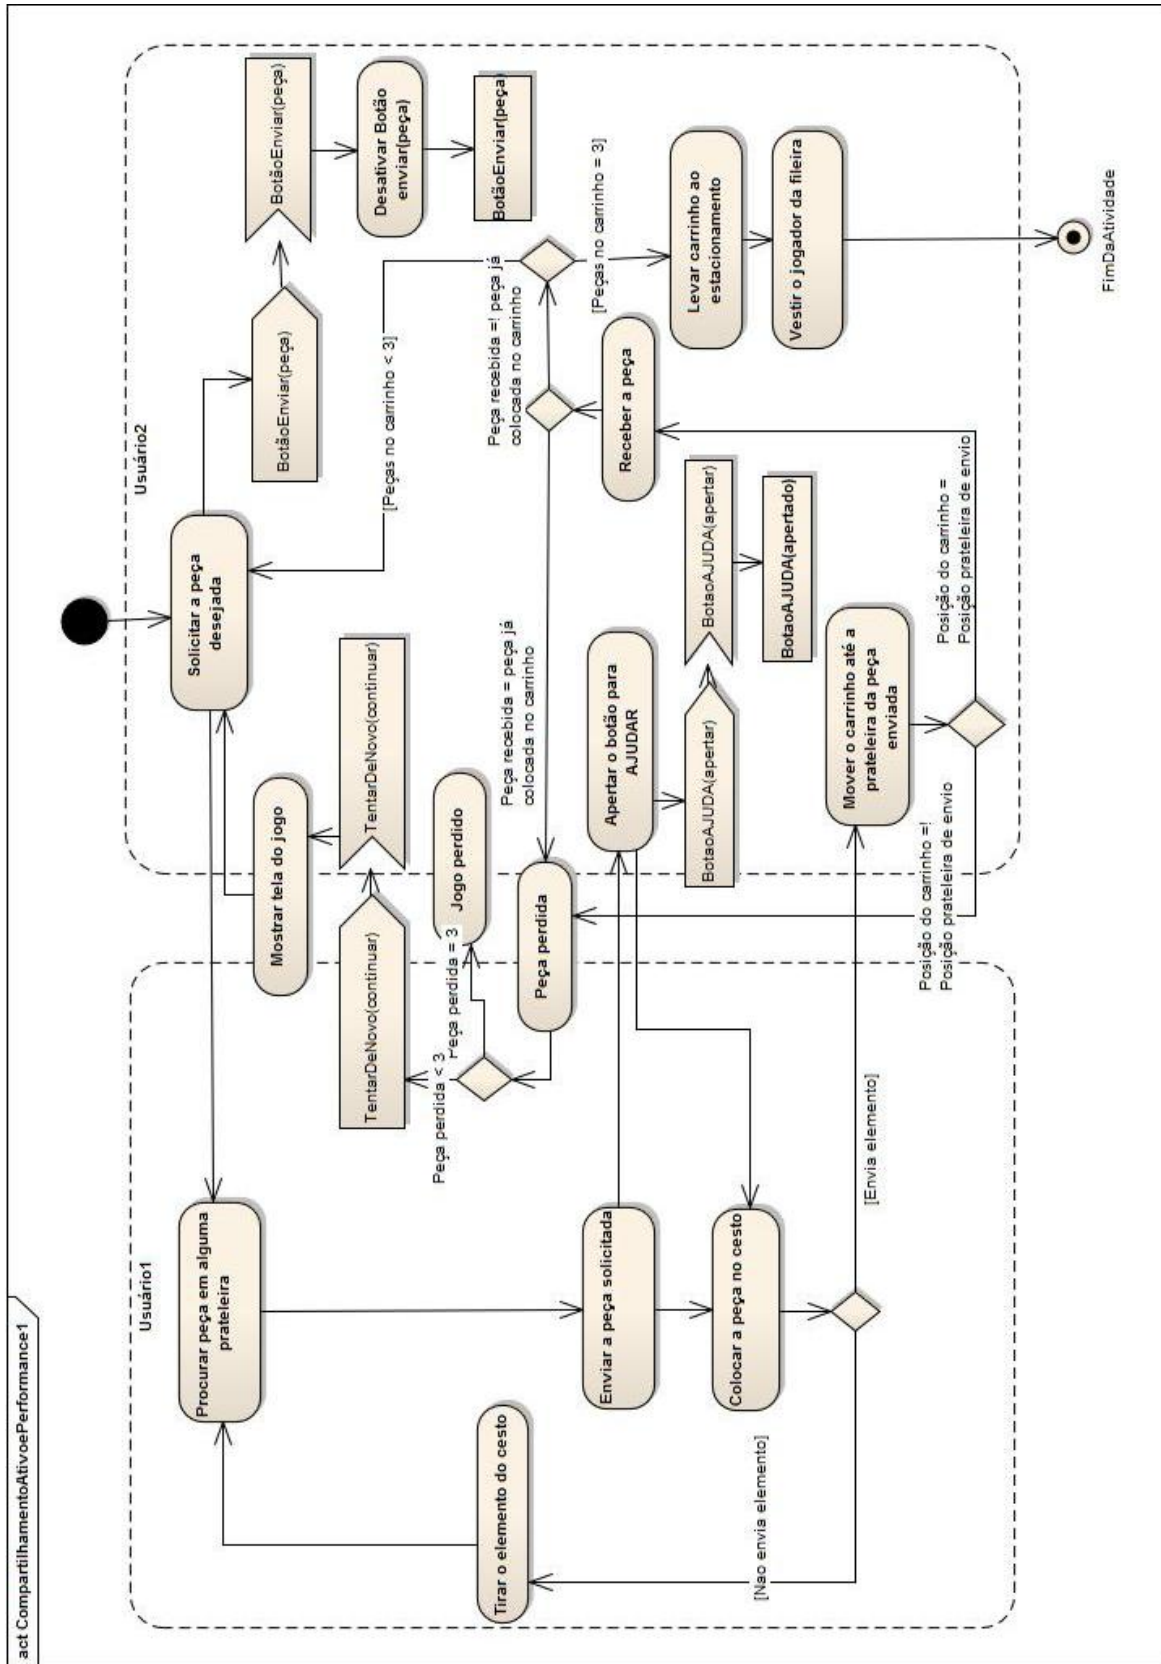 act CompartilhamentoAtivoePerformance1
Usuário1
Procurar peça em alguma
prateleira
Tirar o elemento do cesto
Enviar a peça solicitada
Colocar a peça no cesto
[Nao envia elemento]
[Envia elemento]
Usuário2
Solicitar a peça
desejada
BotãoEnviar(peça)
BotãoEnviar(peça)
Desativar Botão
enviar(peça)
BotãoEnviar(peça)
[Peças no carrinho < 3]
Mostrar tela do jogo
TentarDeNovo(continuar)
TentarDeNovo(continuar)
Peça perdida < 3
Peça perdida = 3
Jogo perdido
Peça perdida
Peça recebida = peça já
colocada no carrinho
Peça recebida =! peça já
colocada no carrinho
[Peças no carrinho = 3]
Receber a peça
Levar carrinho ao
estacionamento
Vestir o jogador da fileira
Apertar o botão para
AJUDAR
BotaoAJUDA(apertar)
BotaoAJUDA(apertar)
BotaoAJUDA(apertado)
Mover o carrinho até a
prateleira da peça
enviada
Posição do carrinho =!
Posição prateleira de envio
Posição do carrinho =
Posição prateleira de envio
FimDaAtividade